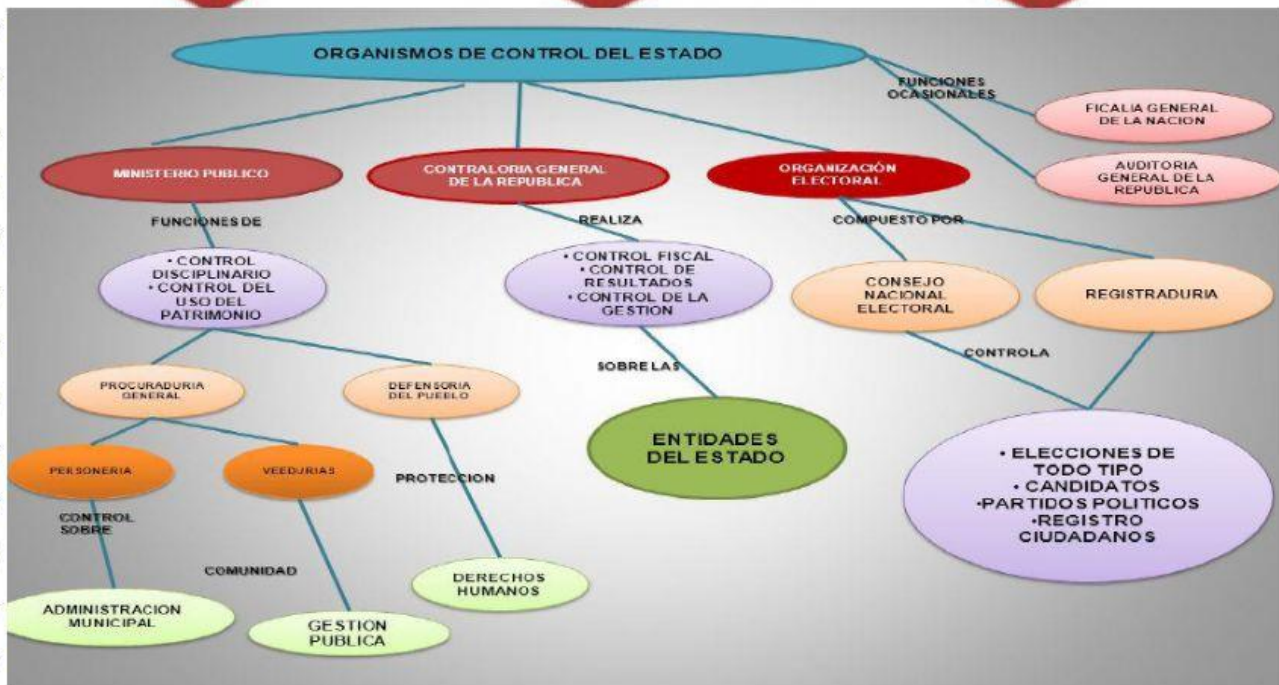 ORGANISMOS DE CONTROL DEL ESTADO
FUNCIONES
OCASIONALES
FICALIA GENERAL
DE LA NACION
AUDITORIA
GENERAL DE LA
REPUBLICA
MINISTERIO PUBLICO
CONTRALORIA GENERAL
DE LA REPUBLICA
ORGANIZACIÓN
ELECTORAL
FUNCIONES DE
REALIZA
COMPUESTO POR
• CONTROL
DISCIPLINARIO
• CONTROL DEL
USO DEL
PATRIMONIO
• CONTROL FISCAL
• CONTROL DE
RESULTADOS
• CONTROL DE LA
GESTION
CONSEJO
NACIONAL
ELECTORAL
REGISTRADURIA
SOBRE LAS
CONTROLA
PROCURADURIA
GENERAL
DEFENSORIA
DEL PUEBLO
ENTIDADES
DEL ESTADO
• ELECCIONES DE
TODO TIPO
• CANDIDATOS
•PARTIDOS POLITICOS
•REGISTRO
CIUDADANOS
PERSONERIA
VEEDURIAS
PROTECCION
CONTROL
SOBRE
COMUNIDAD
DERECHOS
HUMANOS
ADMINISTRACION
MUNICIPAL
GESTION
PUBLICA